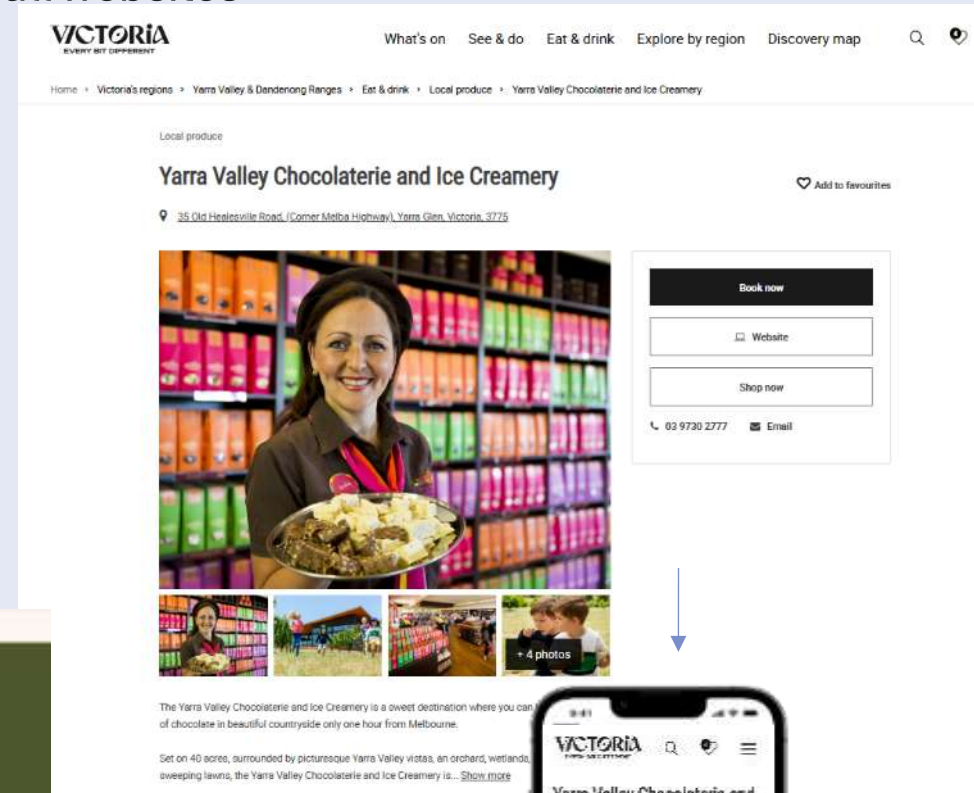 VICTORIA
EVERY BIT DIFFERENT
What's on See & do Eat & drink Explore by region Discovery map
Home › Victoria's regions › Yarra Valley & Dandenong Ranges › Eat & drink › Local produce › Yarra Valley Chocolaterie and Ice Creamery
Local produce
Yarra Valley Chocolaterie and Ice Creamery
Add to favourites
35 Old Healesville Road, (Corner Melba Highway), Yarra Glen, Victoria, 3775
Book now
Website
Shop now
03 9730 2777 Email
+ 4 photos
The Yarra Valley Chocolaterie and Ice Creamery is a sweet destination where you can
of chocolate in beautiful countryside only one hour from Melbourne.
Set on 40 acres, surrounded by picturesque Yarra Valley vistas, an orchard, wetlands,
sweeping lawns, the Yarra Valley Chocolaterie and Ice Creamery is... Show more
9:41
VICTORIA
Yarra Valley Chocolaterie and